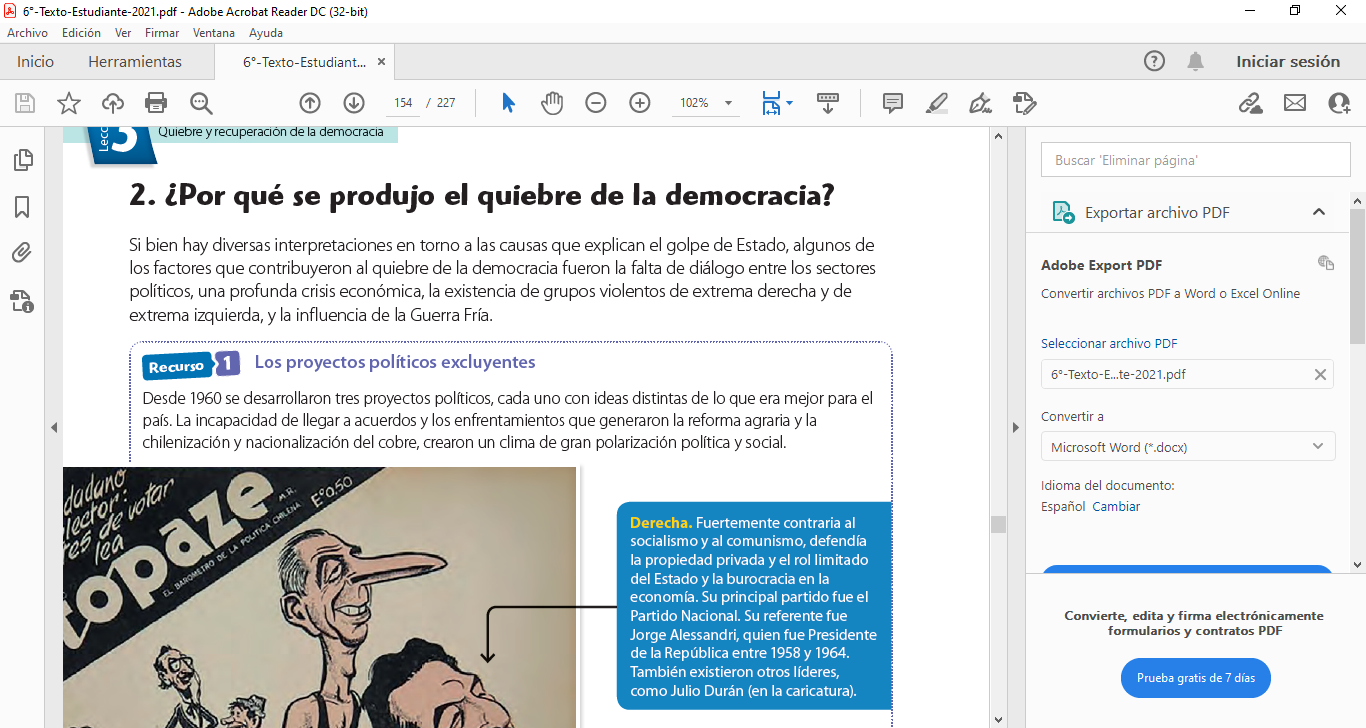 6°-Texto-Estudiante-2021.pdf - Adobe Acrobat Reader DC (32-bit)
Archivo Edición Ver Firmar Ventana Ayuda
Inicio Herramientas 6°-Texto-Estudiant... Iniciar sesión
154 / 227 102%
Lecc 3 Quiebre y recuperación de la democracia
2. ¿Por qué se produjo el quiebre de la democracia?
Si bien hay diversas interpretaciones en torno a las causas que explican el golpe de Estado, algunos de
los factores que contribuyeron al quiebre de la democracia fueron la falta de diálogo entre los sectores
políticos, una profunda crisis económica, la existencia de grupos violentos de extrema derecha y de
extrema izquierda, y la influencia de la Guerra Fría.
Recurso 1 Los proyectos políticos excluyentes
Desde 1960 se desarrollaron tres proyectos políticos, cada uno con ideas distintas de lo que era mejor para el
país. La incapacidad de llegar a acuerdos y los enfrentamientos que generaron la reforma agraria y la
chilenización y nacionalización del cobre, crearon un clima de gran polarización política y social.
dadano
lector:
tes de votar
lea
topaze
M.R.
E°0,50
EL BAROMETRO DE LA POLITICA CHILENA
Derecha. Fuertemente contraria al
socialismo y al comunismo, defendía
la propiedad privada y el rol limitado
del Estado y la burocracia en la
economía. Su principal partido fue el
Partido Nacional. Su referente fue
Jorge Alessandri, quien fue Presidente
de la República entre 1958 y 1964.
También existieron otros líderes,
como Julio Durán (en la caricatura).
Buscar 'Eliminar página'
Exportar archivo PDF
Adobe Export PDF
Convertir archivos PDF a Word o Excel Online
Seleccionar archivo PDF
6°-Texto-E...te-2021.pdf
Convertir a
Microsoft Word (*.docx)
Idioma del documento:
Español Cambiar
Convierte, edita y firma electrónicamente
formularios y contratos PDF
Prueba gratis de 7 días